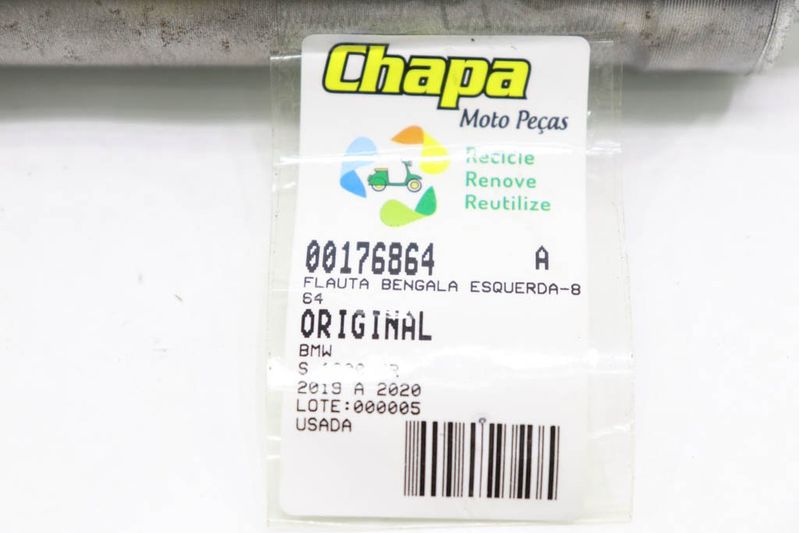 Chapa
Moto Peças
Recicle
Renove
Reutilize
00176864 A
FLAUTA BENGALA ESQUERDA-8
64
ORIGINAL
BMW
S
2019 A 2020
LOTE:000005
USADA